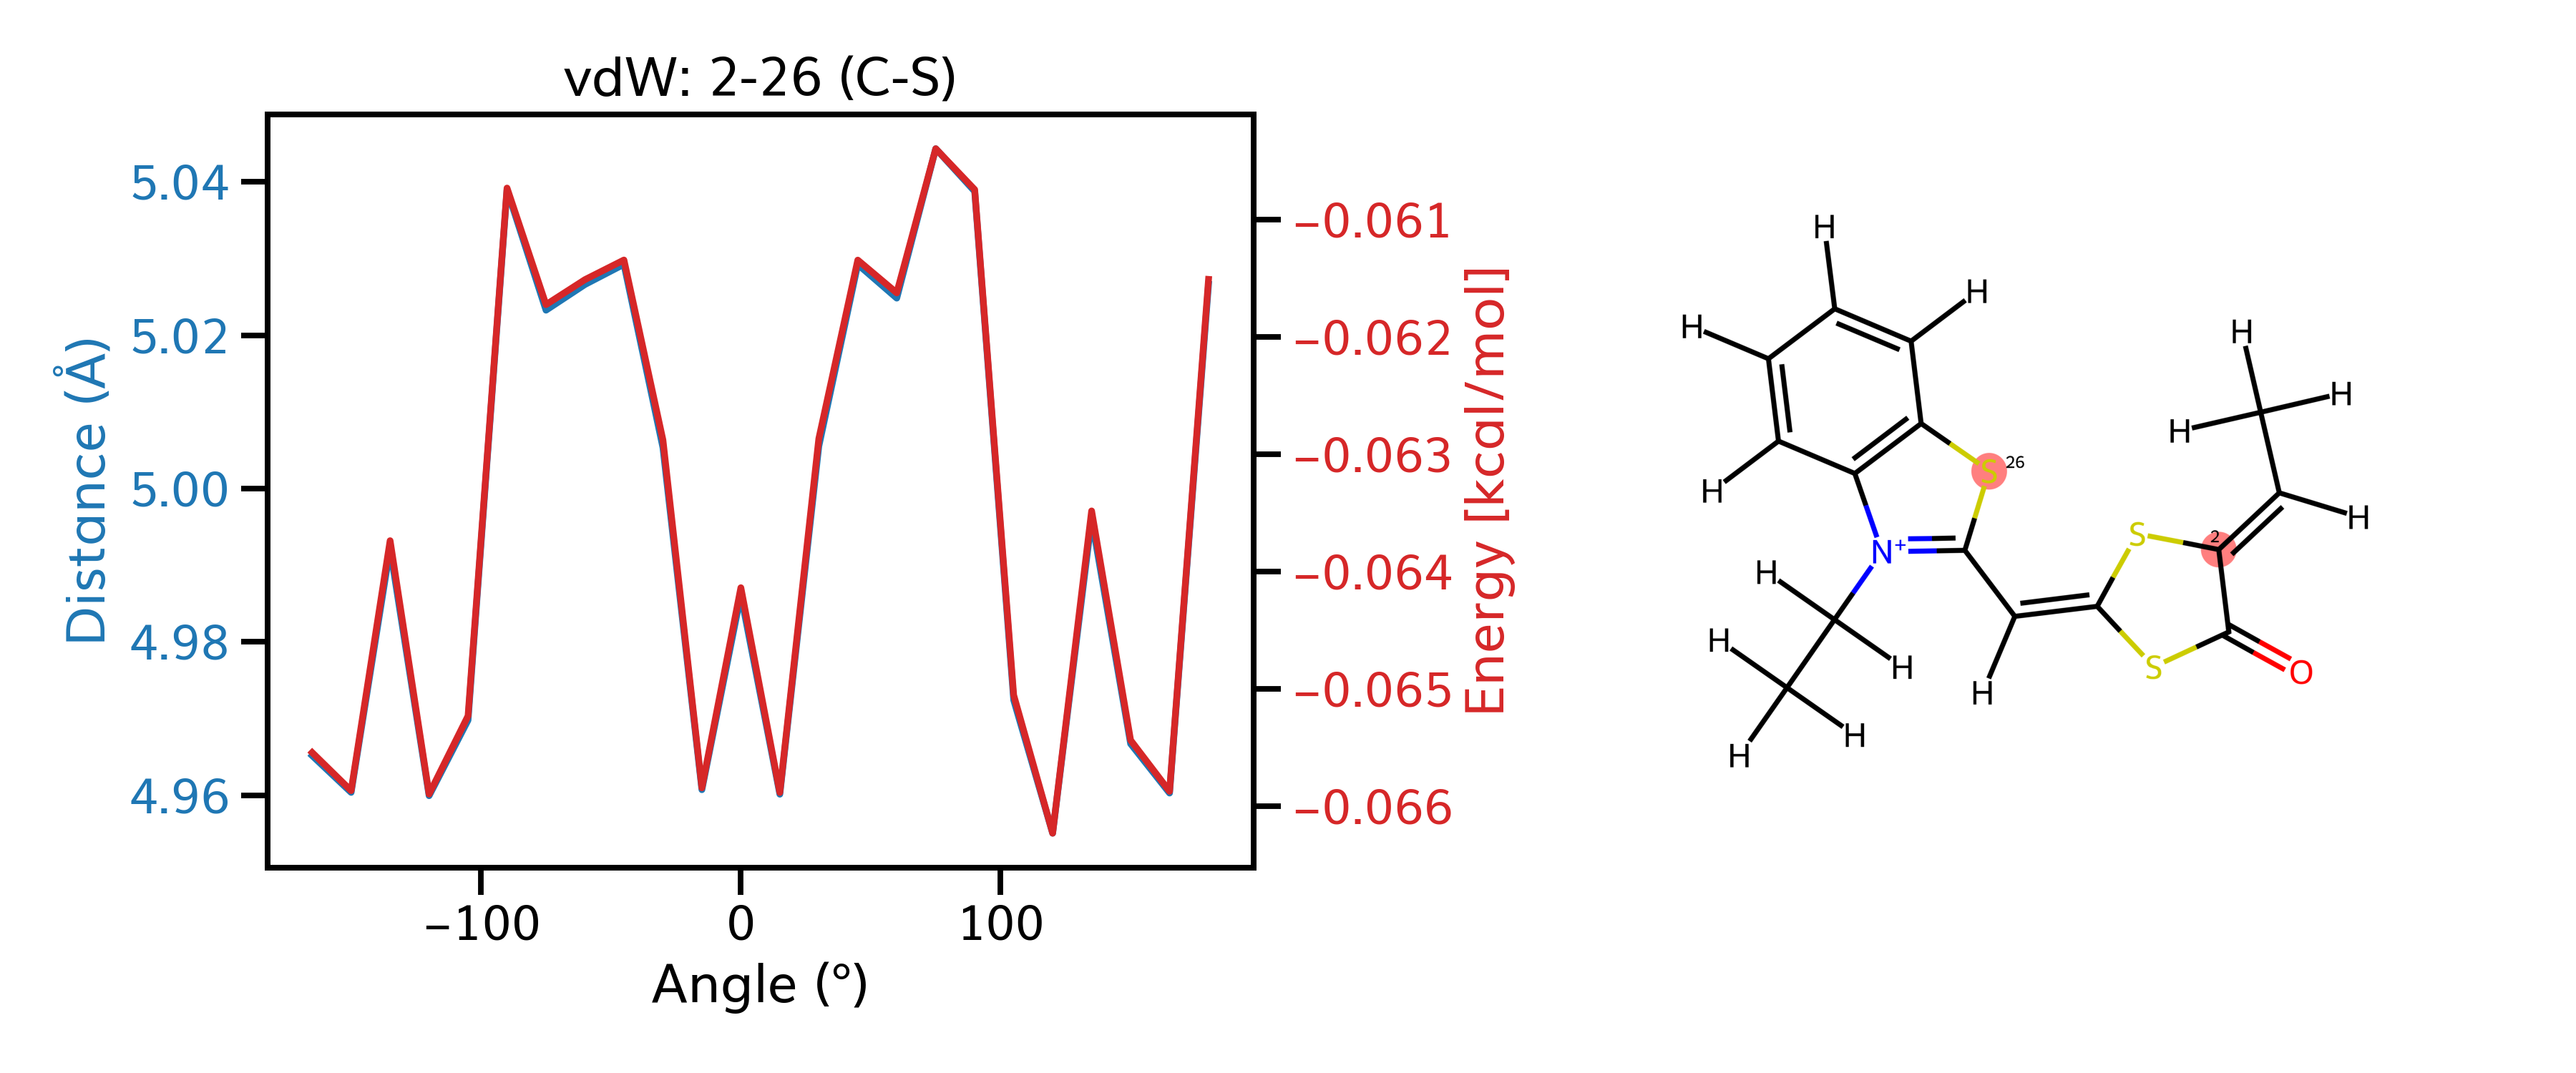 vdW: 2-26 (C-S)
Distance (Å)
5.04
5.02
5.00
4.98
4.96
−100
0
100
Angle (°)
−0.061
−0.062
−0.063
−0.064
−0.065
−0.066
Energy [kcal/mol]
H
H
H
H
H
H
H
S 26
H
S 2
N+
H
H
H
H
S
O
H
H
H